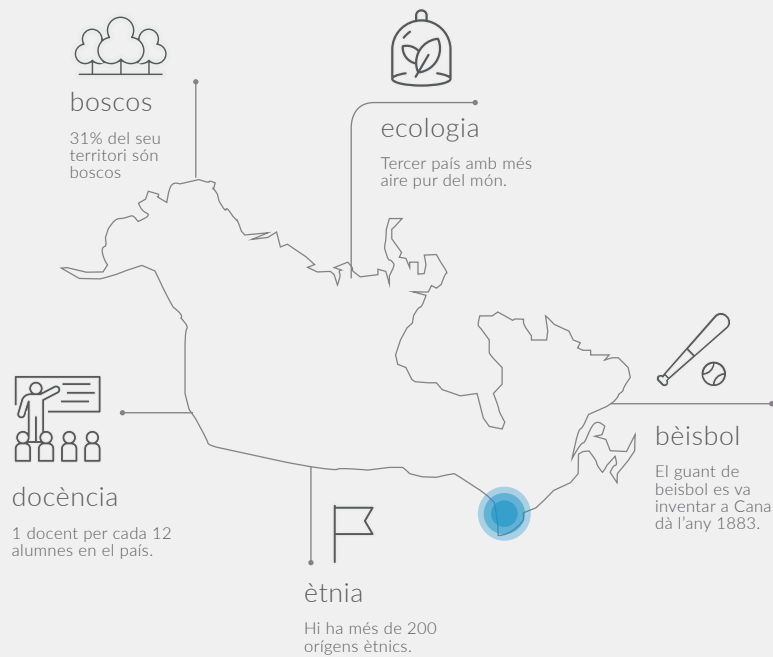 boscos
31% del seu
territori són
boscos
ecologia
Tercer país amb més
aire pur del món.
bèisbol
El guant de
beisbol es va
inventar a Cana
dà l'any 1883.
docència
1 docent per cada 12
alumnes en el país.
ètnia
Hi ha més de 200
orígens ètnics.